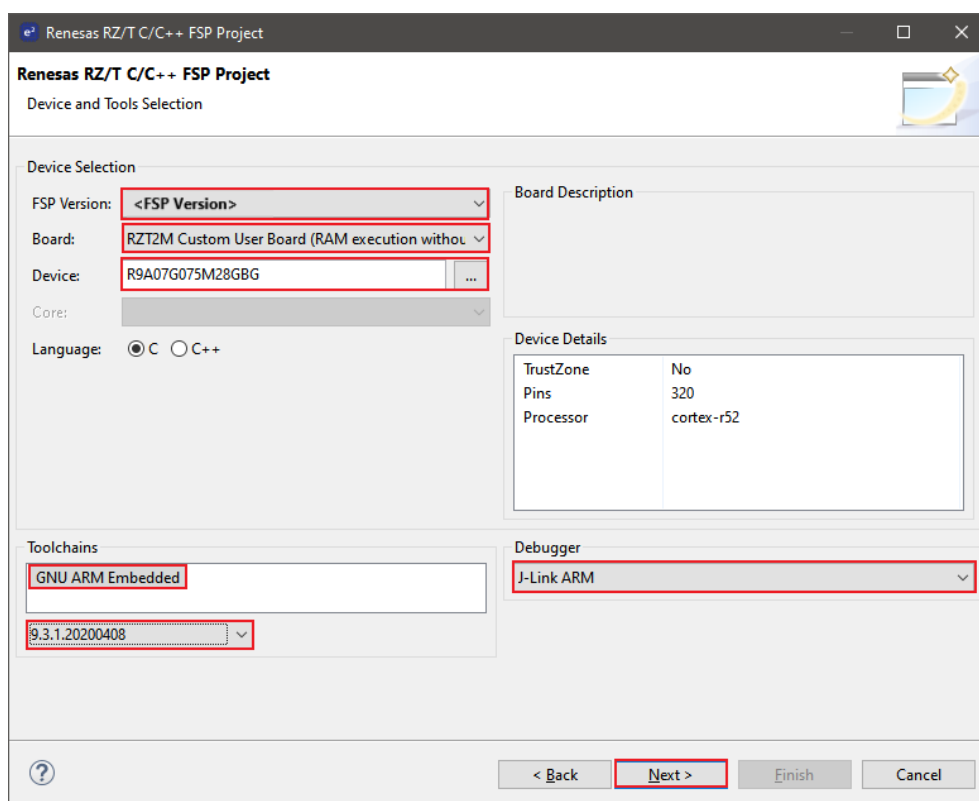 e² Renesas RZ/T C/C++ FSP Project
Renesas RZ/T C/C++ FSP Project
Device and Tools Selection
Device Selection
FSP Version: <FSP Version>
Board: RZT2M Custom User Board (RAM execution withou
Device: R9A07G075M28GBG ...
Core:
Language: C C++
Board Description
Device Details
TrustZone No
Pins 320
Processor cortex-r52
Toolchains
GNU ARM Embedded
9.3.1.20200408
Debugger
J-Link ARM
? < Back Next > Finish Cancel